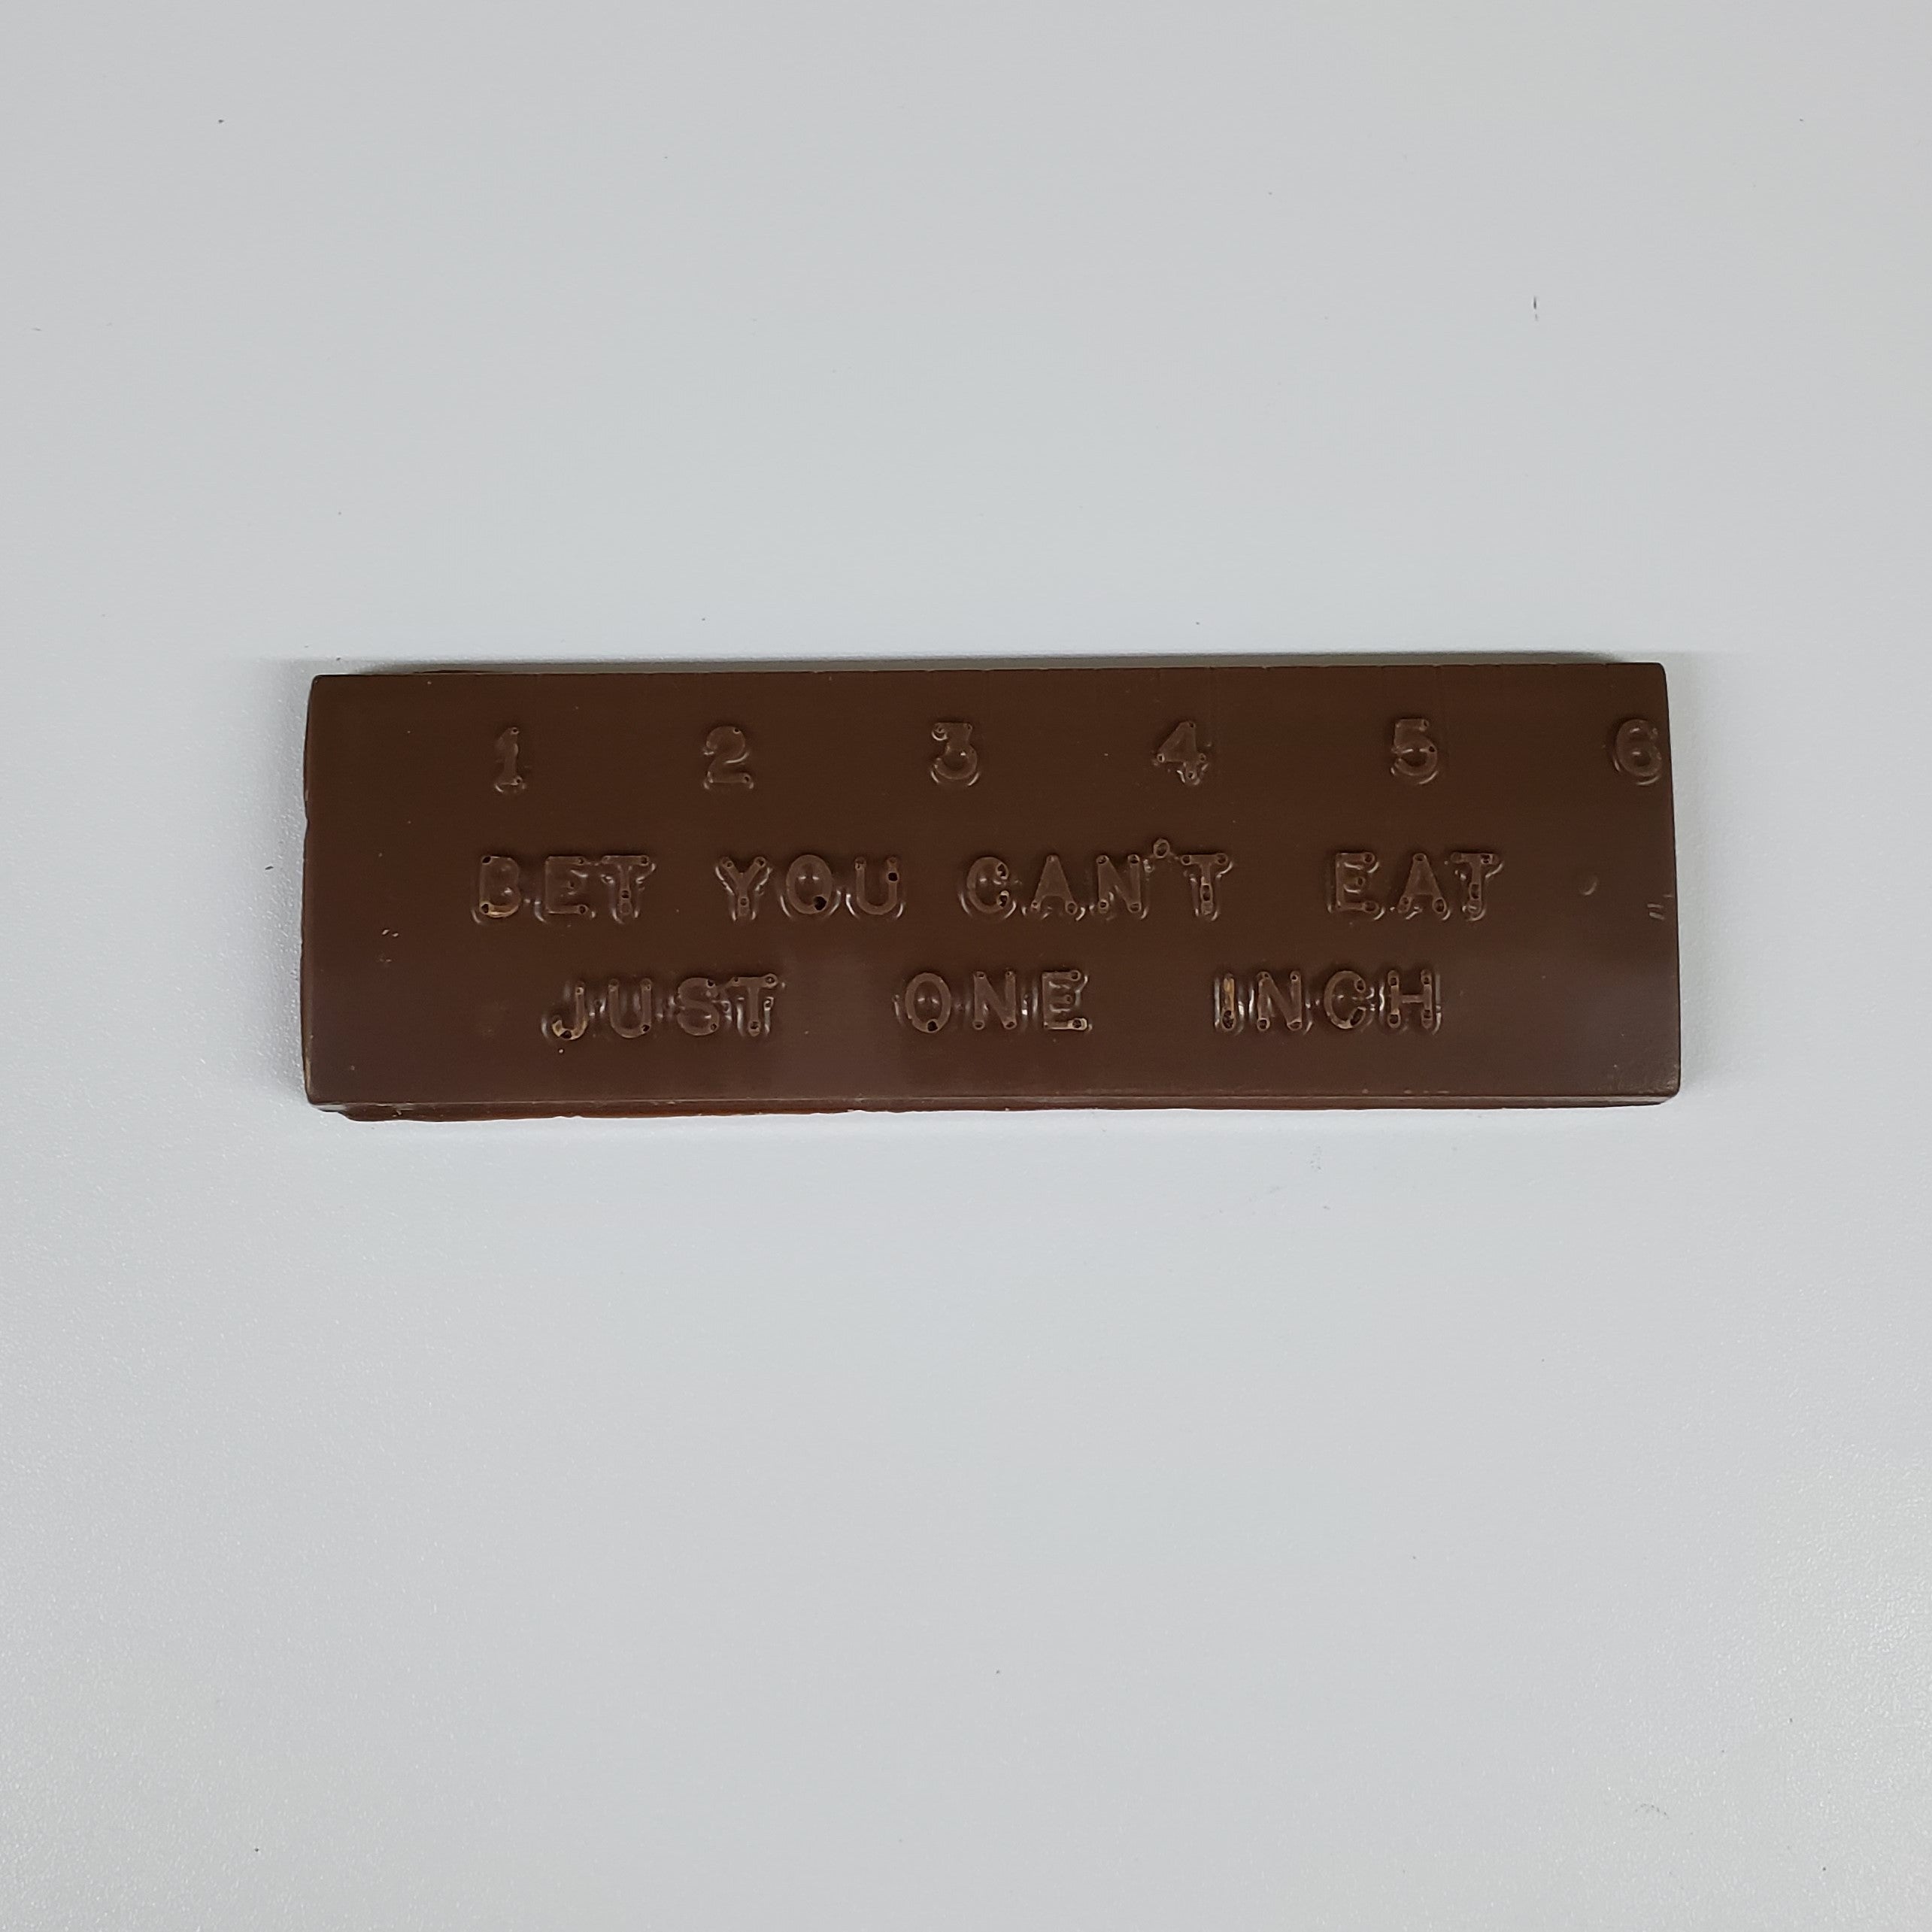 1 2 3 4 5 6
BET YOU CAN'T EAT
JUST ONE INCH